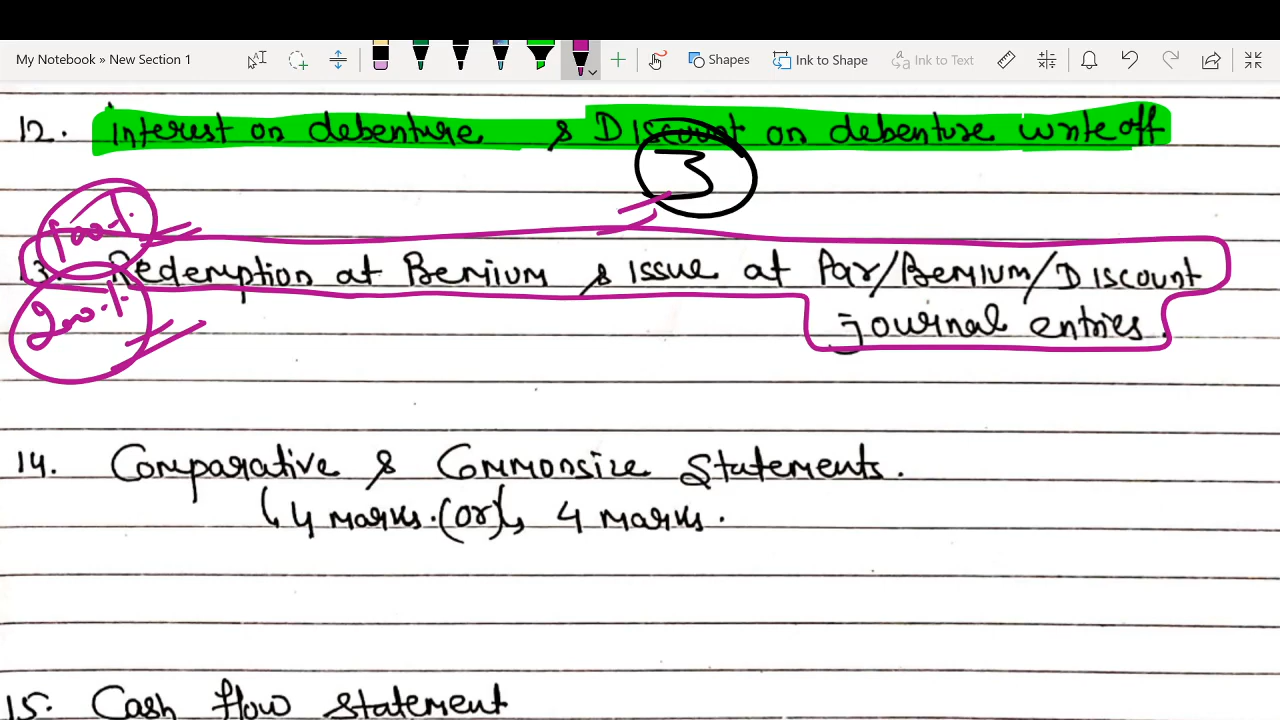 My Notebook » New Section 1
Shapes
Ink to Shape
Ink to Text
12. Interest on debenture & Discount on debenture write off
3
100%
13. Redemption at Premium & issue at Par/Premium/Discount
200%
journal entries.
14. Comparative & Commonsize Statements.
4 marks. (or) 4 marks.
15. Cash flow statement